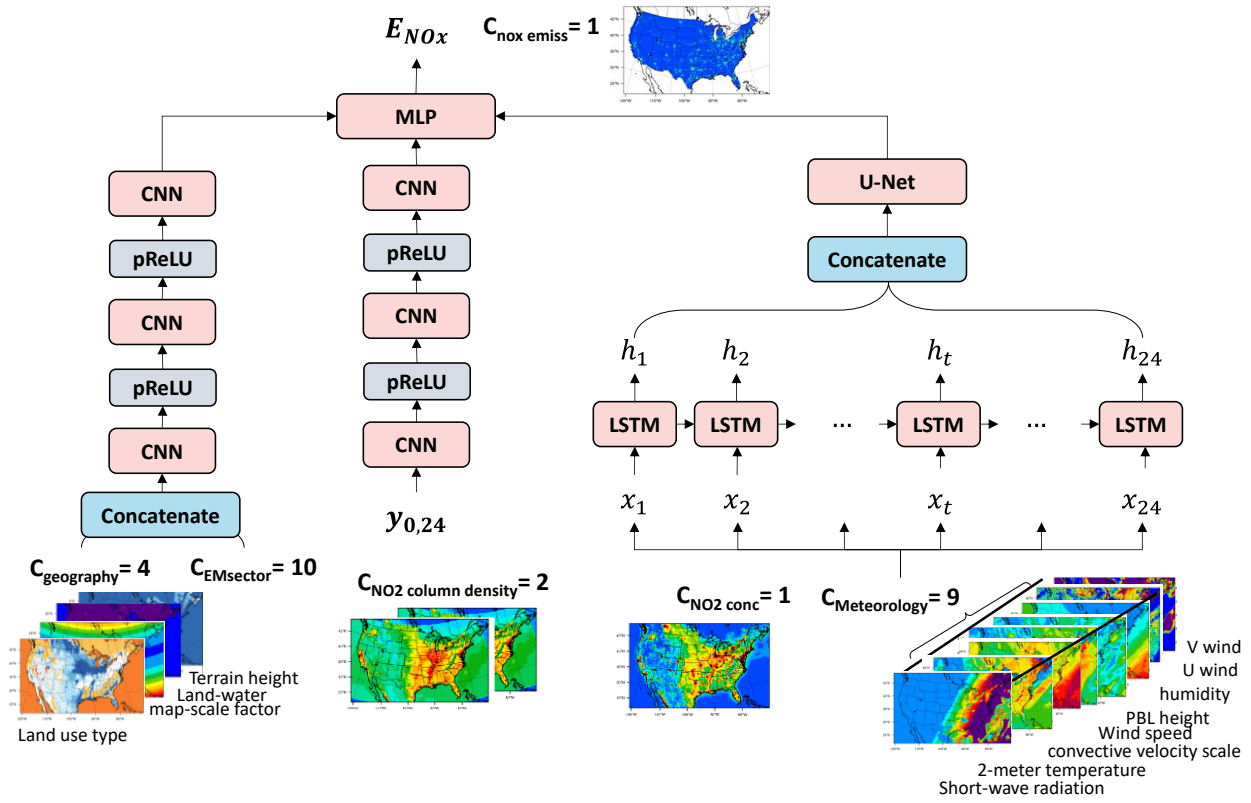 E_NOx
C_nox emiss = 1
MLP
CNN
CNN
U-Net
pReLU
pReLU
Concatenate
CNN
CNN
h_1
h_2
h_t
h_24
pReLU
pReLU
CNN
CNN
LSTM
LSTM
...
LSTM
...
LSTM
Concatenate
y_0,24
x_1
x_2
x_t
x_24
C_geography = 4
C_EMsector = 10
C_NO2 column density = 2
C_NO2 conc = 1
C_Meteorology = 9
Terrain height
Land-water
map-scale factor
Land use type
V wind
U wind
humidity
PBL height
Wind speed
convective velocity scale
2-meter temperature
Short-wave radiation